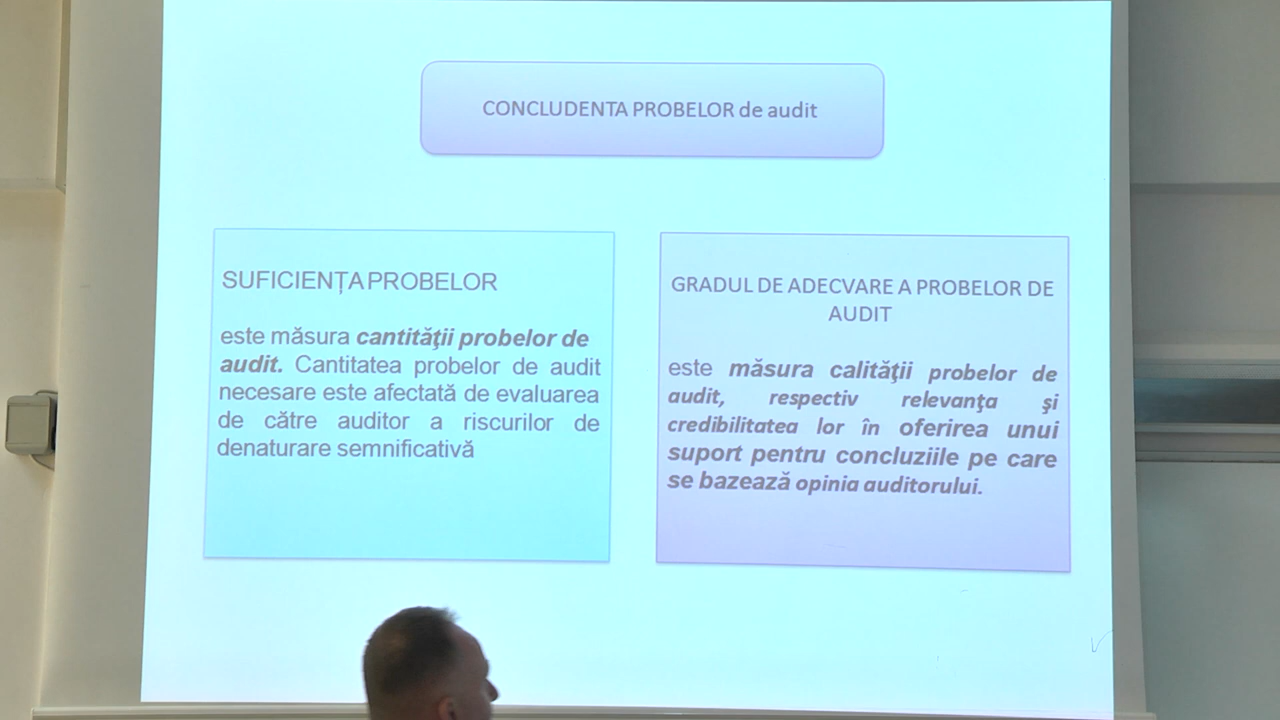 CONCLUDENTA PROBELOR de audit
SUFICIENȚA PROBELOR
este măsura cantităţii probelor de
audit. Cantitatea probelor de audit
necesare este afectată de evaluarea
de către auditor a riscurilor de
denaturare semnificativă
GRADUL DE ADECVARE A PROBELOR DE
AUDIT
este măsura calităţii probelor de
audit, respectiv relevanţa şi
credibilitatea lor în oferirea unui
suport pentru concluziile pe care
se bazează opinia auditorului.